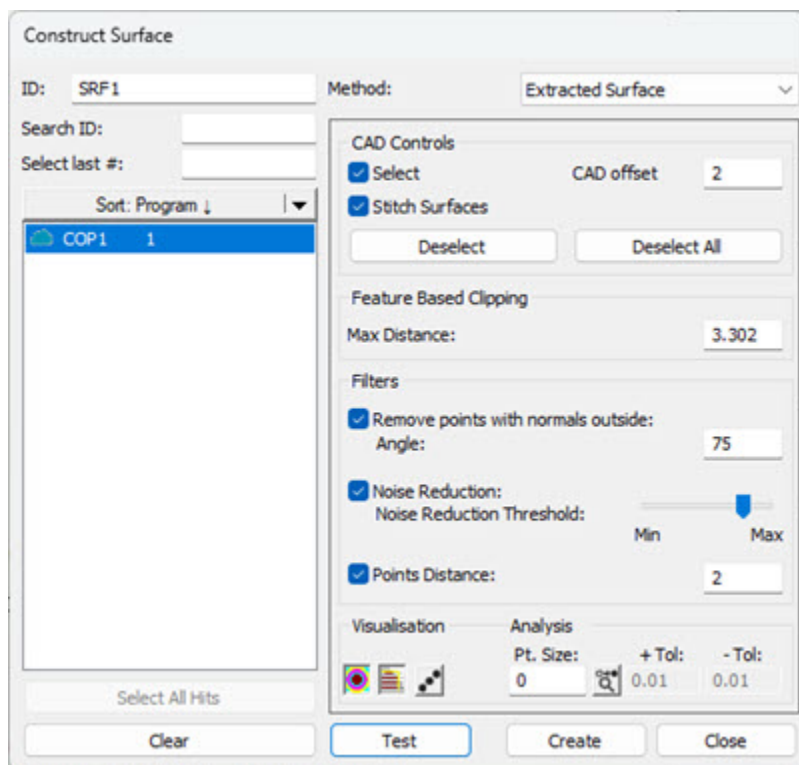 Construct Surface
ID: SRF1 Method: Extracted Surface
Search ID:
Select last #:
Sort: Program ↓
COP1 1
Select All Hits
Clear
CAD Controls
Select CAD offset 2
Stitch Surfaces
Deselect Deselect All
Feature Based Clipping
Max Distance: 3.302
Filters
Remove points with normals outside:
Angle: 75
Noise Reduction:
Noise Reduction Threshold:
Min Max
Points Distance: 2
Visualisation Analysis
Pt. Size: + Tol: - Tol:
0 0.01 0.01
Test Create Close